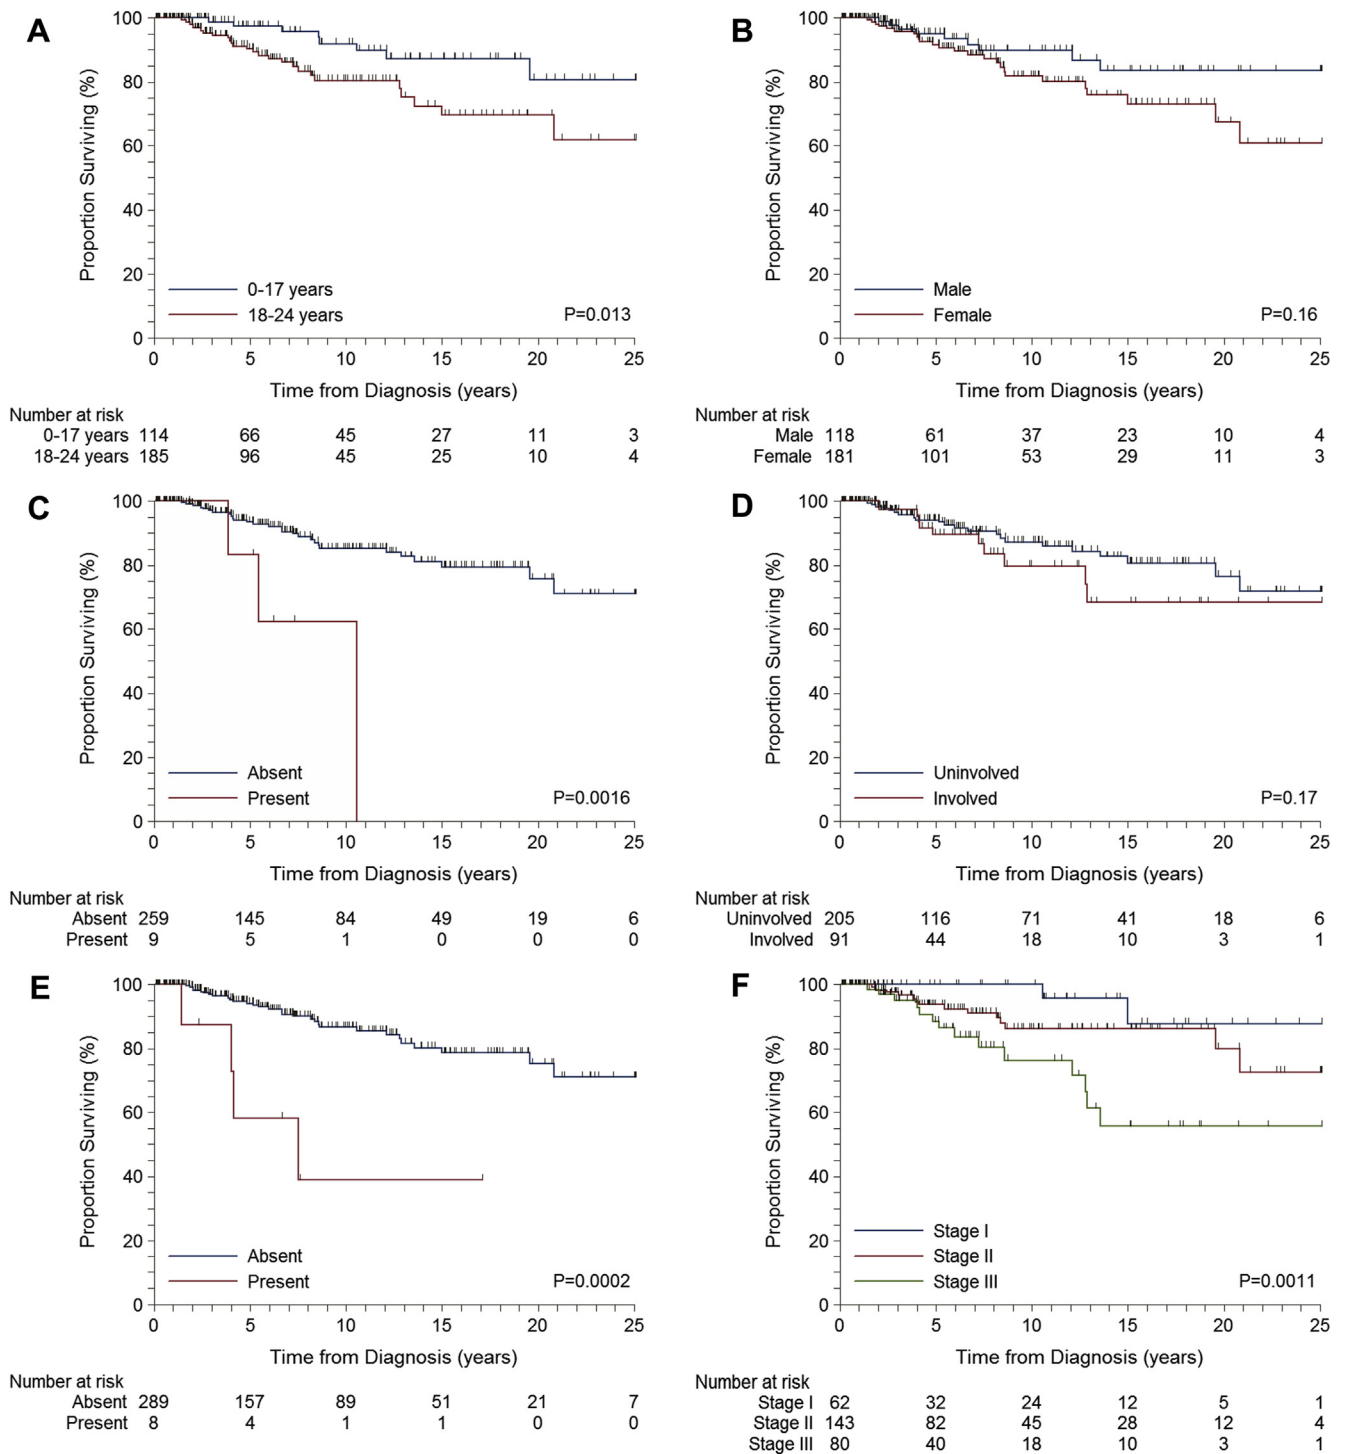 A
Proportion Surviving (%)
100
80
60
40
20
0
0-17 years
18-24 years
P=0.013
0 5 10 15 20 25
Time from Diagnosis (years)
Number at risk
0-17 years 114 66 45 27 11 3
18-24 years 185 96 45 25 10 4
B
Proportion Surviving (%)
100
80
60
40
20
0
Male
Female
P=0.16
0 5 10 15 20 25
Time from Diagnosis (years)
Number at risk
Male 118 61 37 23 10 4
Female 181 101 53 29 11 3
C
Proportion Surviving (%)
100
80
60
40
20
0
Absent
Present
P=0.0016
0 5 10 15 20 25
Time from Diagnosis (years)
Number at risk
Absent 259 145 84 49 19 6
Present 9 5 1 0 0 0
D
Proportion Surviving (%)
100
80
60
40
20
0
Uninvolved
Involved
P=0.17
0 5 10 15 20 25
Time from Diagnosis (years)
Number at risk
Uninvolved 205 116 71 41 18 6
Involved 91 44 18 10 3 1
E
Proportion Surviving (%)
100
80
60
40
20
0
Absent
Present
P=0.0002
0 5 10 15 20 25
Time from Diagnosis (years)
Number at risk
Absent 289 157 89 51 21 7
Present 8 4 1 1 0 0
F
Proportion Surviving (%)
100
80
60
40
20
0
Stage I
Stage II
Stage III
P=0.0011
0 5 10 15 20 25
Time from Diagnosis (years)
Number at risk
Stage I 62 32 24 12 5 1
Stage II 143 82 45 28 12 4
Stage III 80 40 18 10 3 1